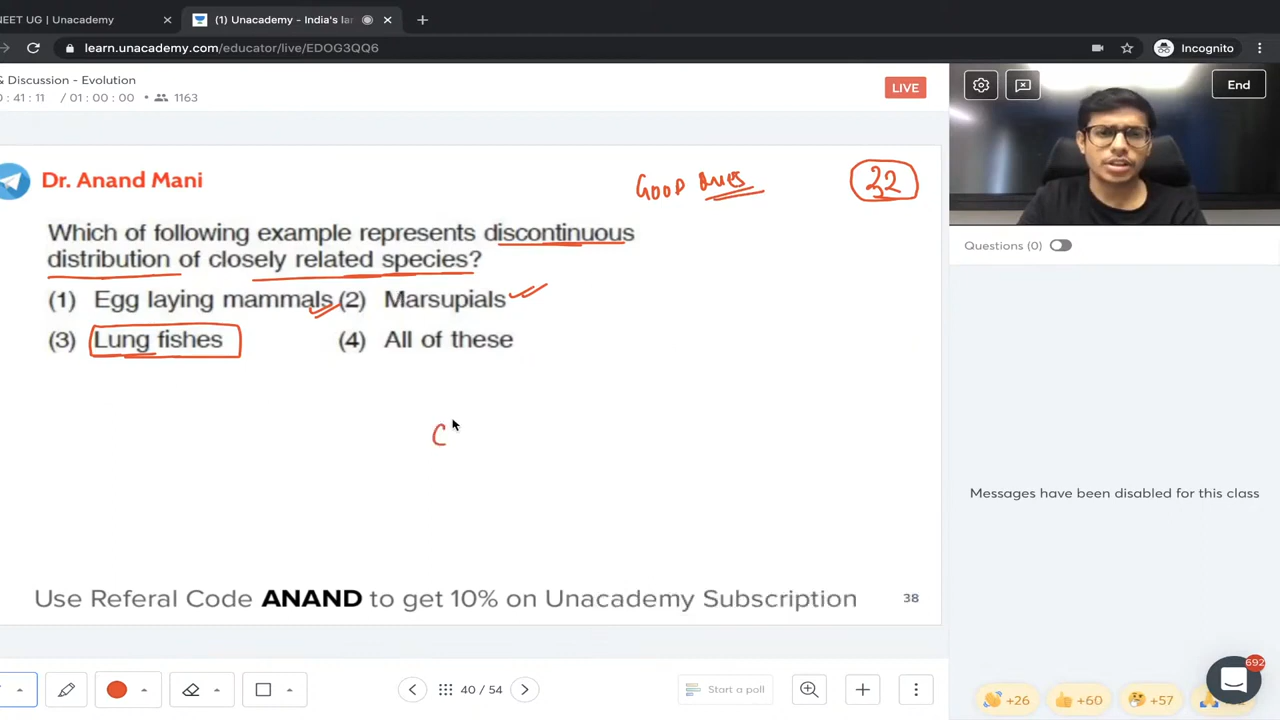 NEET UG | Unacademy
(1) Unacademy - India's lar
learn.unacademy.com/educator/live/EDOG3QQ6
Incognito
& Discussion - Evolution
: 41 : 11 / 01 : 00 : 00 • 1163
LIVE
End
Dr. Anand Mani
GOOD Ques
32
Which of following example represents discontinuous
distribution of closely related species?
(1) Egg laying mammals (2) Marsupials
(3) Lung fishes (4) All of these
C
Questions (0)
Messages have been disabled for this class
Use Referal Code ANAND to get 10% on Unacademy Subscription
38
40 / 54
Start a poll
692
+26
+60
+57